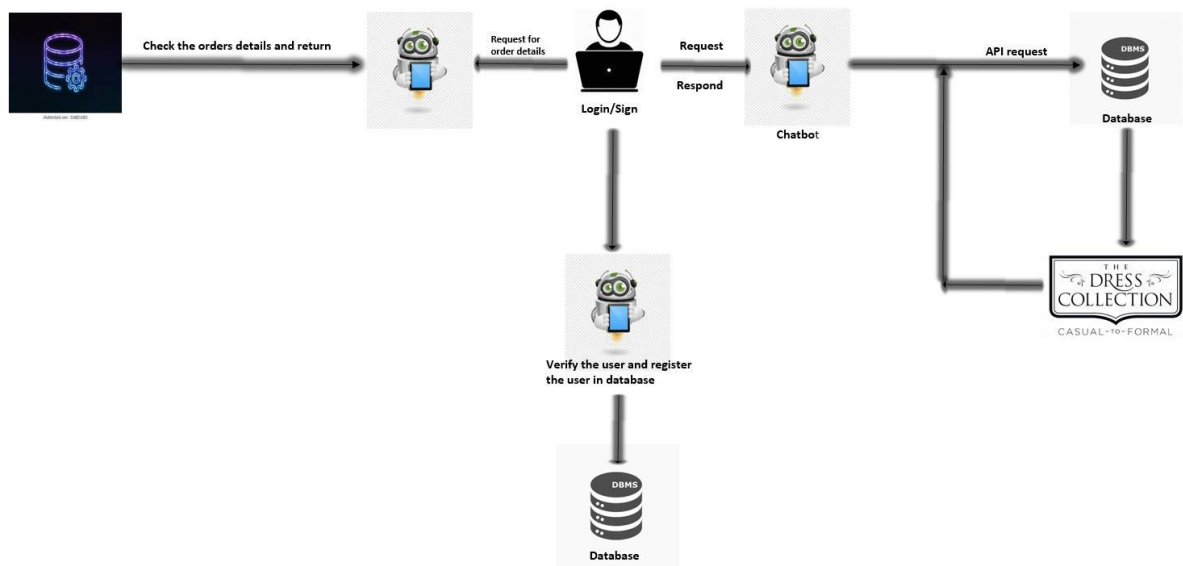 Check the orders details and return
Request for
order details
Login/Sign
Request
Respond
Chatbot
API request
DBMS
Database
THE
DRESS
COLLECTION
CASUAL-TO-FORMAL
Verify the user and register
the user in database
DBMS
Database